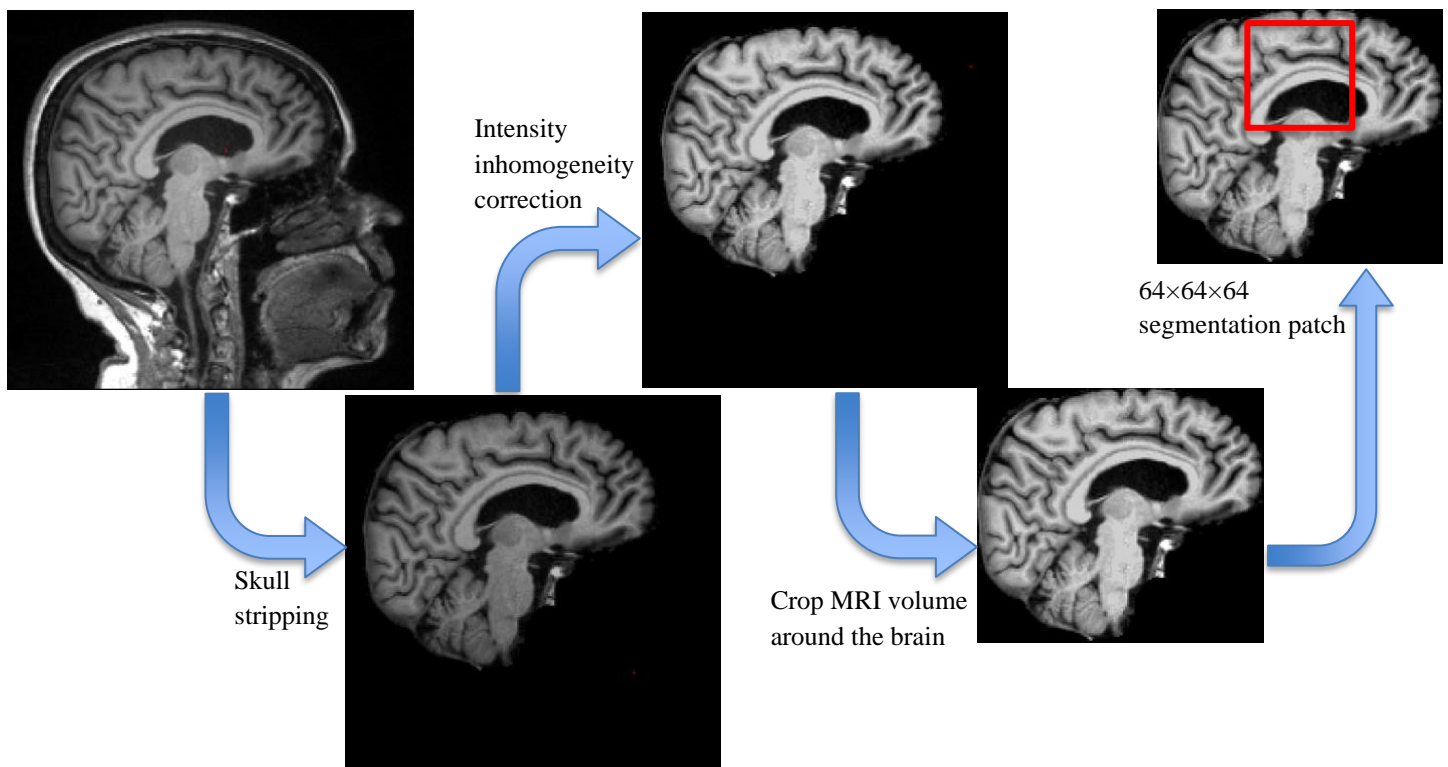 Skull
stripping
Intensity
inhomogeneity
correction
Crop MRI volume
around the brain
64×64×64
segmentation patch